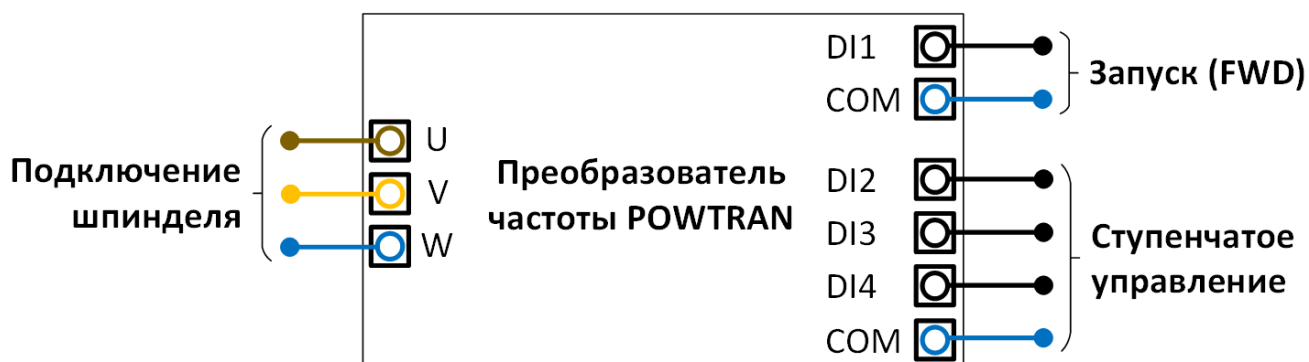 DI1
COM
Запуск (FWD)
U
V
W
Подключение
шпинделя
Преобразователь
частоты POWTRAN
DI2
DI3
DI4
COM
Ступенчатое
управление